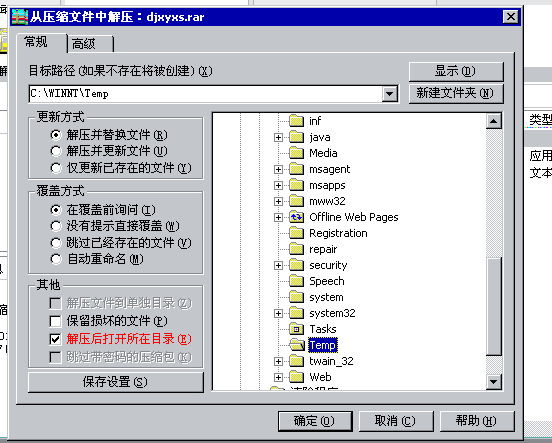 从压缩文件中解压：djxyxs.rar
常规
高级
目标路径(如果不存在将被创建)(X)
显示(D)
C:\WINNT\Temp
新建文件夹(N)
更新方式
解压并替换文件(R)
解压并更新文件(U)
仅更新已存在的文件(Y)
覆盖方式
在覆盖前询问(I)
没有提示直接覆盖(W)
跳过已经存在的文件(V)
自动重命名(M)
其他
解压文件到单独目录(Z)
保留损坏的文件(P)
解压后打开所在目录(E)
跳过带密码的压缩包(K)
保存设置(S)
inf
java
Media
msagent
msapps
mww32
Offline Web Pages
Registration
repair
security
Speech
system
system32
Tasks
Temp
twain_32
Web
确定(O)
取消(C)
帮助(H)
类型
应用
文本